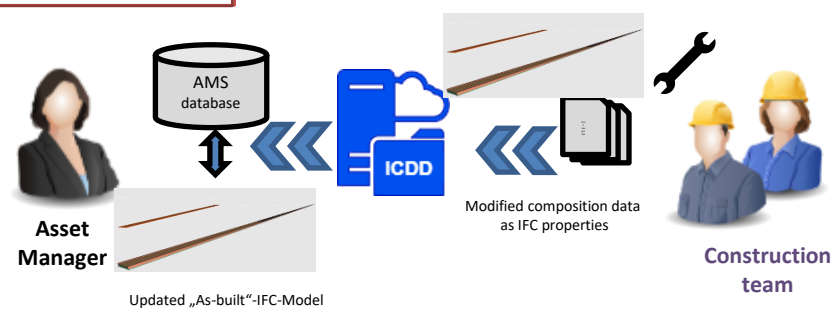 AMS
database
ICDD
Modified composition data
as IFC properties
Asset
Manager
Construction
team
Updated „As-built“-IFC-Model